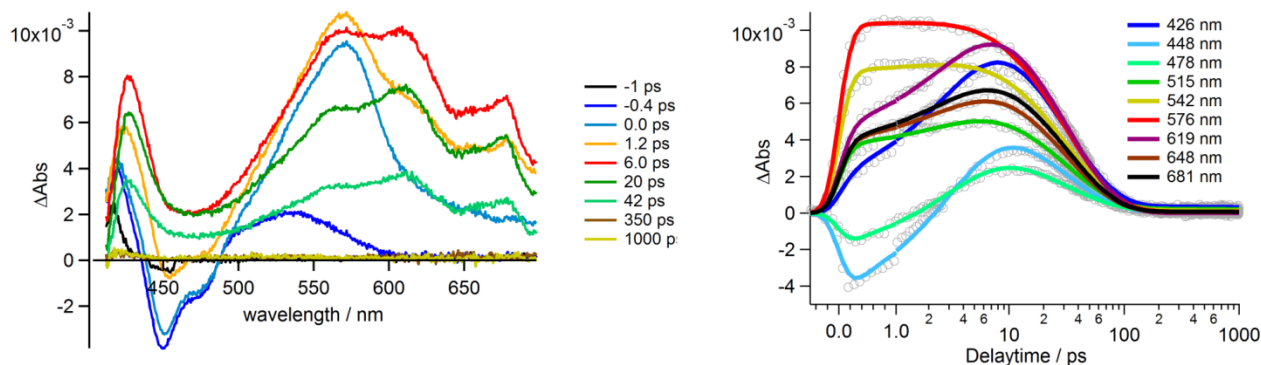 10x10⁻³
8
6
4
2
0
-2
ΔAbs
450
500
550
600
650
wavelength / nm
-1 ps
-0.4 ps
0.0 ps
1.2 ps
6.0 ps
20 ps
42 ps
350 ps
1000 ps
10x10⁻³
8
6
4
2
0
-2
-4
ΔAbs
0.0
1.0
2
4
6
10
2
4
6
100
2
4
6
1000
Delaytime / ps
426 nm
448 nm
478 nm
515 nm
542 nm
576 nm
619 nm
648 nm
681 nm